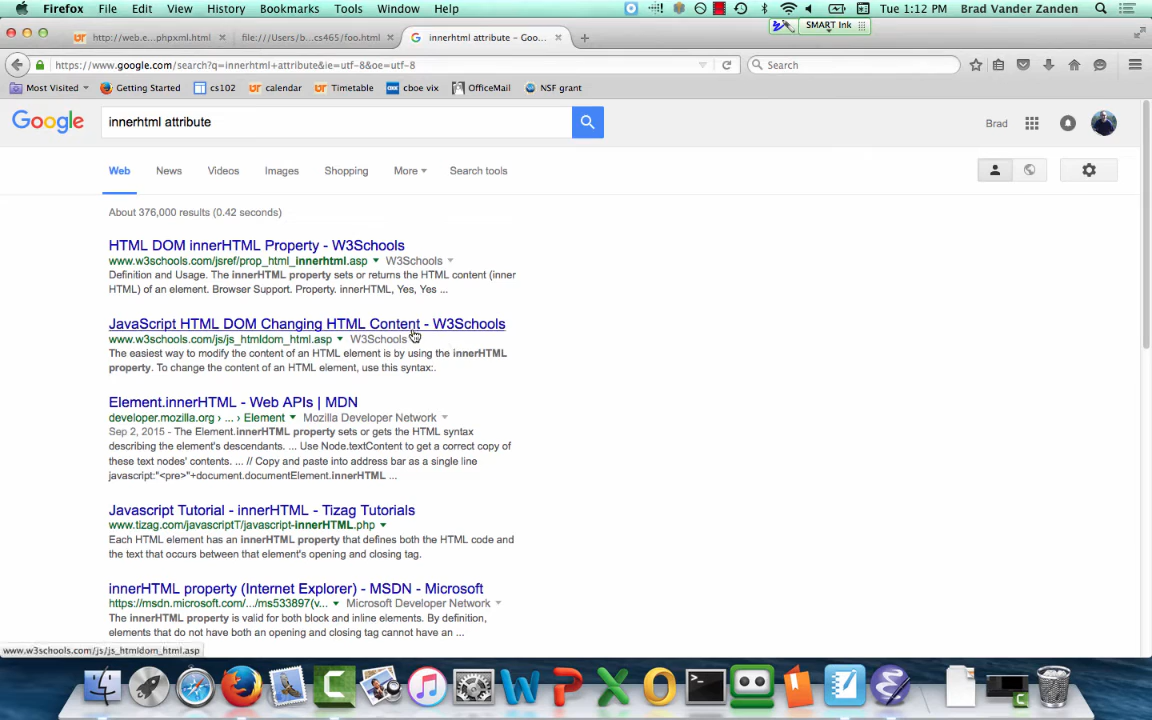 Firefox File Edit View History Bookmarks Tools Window Help Tue 1:12 PM Brad Vander Zanden
SMART Ink
http://web.e...phpxml.html file:///Users/b...cs465/foo.html innerhtml attribute - Goo...
https://www.google.com/search?q=innerhtml+attribute&ie=utf-8&oe=utf-8 Search
Most Visited Getting Started cs102 calendar Timetable cboe vix OfficeMail NSF grant
Google innerhtml attribute Brad
Web News Videos Images Shopping More Search tools
About 376,000 results (0.42 seconds)
HTML DOM innerHTML Property - W3Schools
www.w3schools.com/jsref/prop_html_innerhtml.asp W3Schools
Definition and Usage. The innerHTML property sets or returns the HTML content (inner
HTML) of an element. Browser Support. Property. innerHTML, Yes, Yes ...
JavaScript HTML DOM Changing HTML Content - W3Schools
www.w3schools.com/js/js_htmldom_html.asp W3Schools
The easiest way to modify the content of an HTML element is by using the innerHTML
property. To change the content of an HTML element, use this syntax:.
Element.innerHTML - Web APIs | MDN
developer.mozilla.org › ... › Element Mozilla Developer Network
Sep 2, 2015 - The Element.innerHTML property sets or gets the HTML syntax
describing the element's descendants. ... Use Node.textContent to get a correct copy of
these text nodes' contents. ... // Copy and paste into address bar as a single line
javascript:"<pre>"+document.documentElement.innerHTML ...
Javascript Tutorial - innerHTML - Tizag Tutorials
www.tizag.com/javascriptT/javascript-innerHTML.php
Each HTML element has an innerHTML property that defines both the HTML code and
the text that occurs between that element's opening and closing tag.
innerHTML property (Internet Explorer) - MSDN - Microsoft
https://msdn.microsoft.com/.../ms533897(v... Microsoft Developer Network
The innerHTML property is valid for both block and inline elements. By definition,
elements that do not have both an opening and closing tag cannot have an ...
www.w3schools.com/js/js_htmldom_html.asp